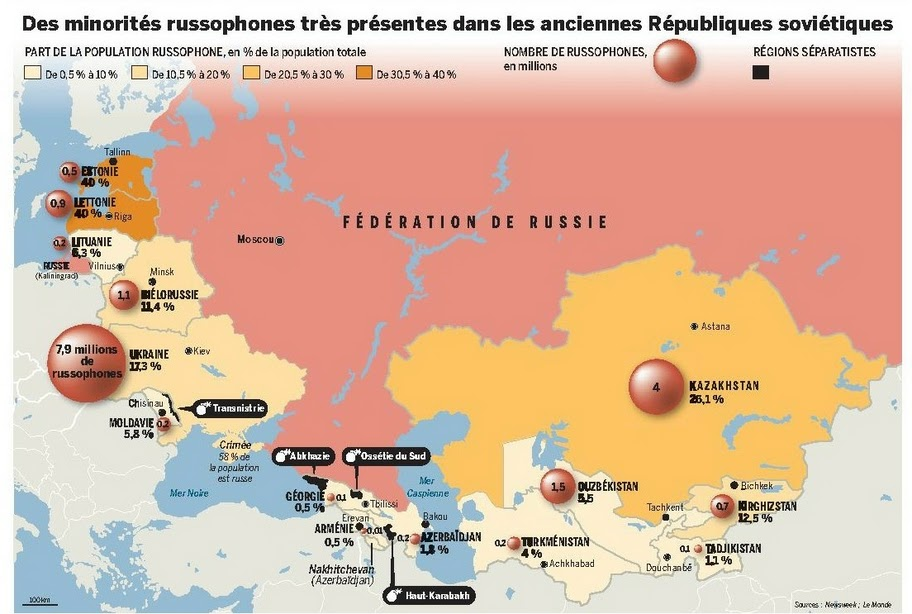 Des minorités russophones très présentes dans les anciennes Républiques soviétiques
PART DE LA POPULATION RUSSOPHONE, en % de la population totale
De 0,5 % à 10 %
De 10,5 % à 20 %
De 20,5 % à 30 %
De 30,5 % à 40 %
NOMBRE DE RUSSOPHONES,
en millions
RÉGIONS SÉPARATISTES
Tallinn
0,5
ESTONIE
40 %
0,9
LETTONIE
40 %
Riga
0,2
LITUANIE
6,3 %
RUSSIE
(Kaliningrad)
Vilnius
Minsk
1,1
BIÉLORUSSIE
11,4 %
FÉDÉRATION DE RUSSIE
Moscou
7,9 millions
de
russophones
UKRAINE
17,3 %
Kiev
Astana
4
KAZAKHSTAN
26,1 %
Chisinau
Transnistrie
MOLDAVIE
0,2
5,8 %
Crimée
58 % de
la population
est russe
Mer Noire
Abkhazie
Ossétie du Sud
Mer
Caspienne
GÉORGIE
0,1
0,5 %
Tbilissi
Erevan
ARMÉNIE
0,01
0,5 %
Bakou
0,2
AZERBAÏDJAN
1,8 %
Nakhitchevan
(Azerbaïdjan)
Haut-Karabakh
1,5
OUZBÉKISTAN
5,5
Tachkent
Bichkek
0,7
KIRGHIZSTAN
12,5 %
0,2
TURKMÉNISTAN
4 %
Achkhabad
Douchanbé
0,1
TADJIKISTAN
1,1 %
100 km
Sources : Neijsweek ; Le Monde